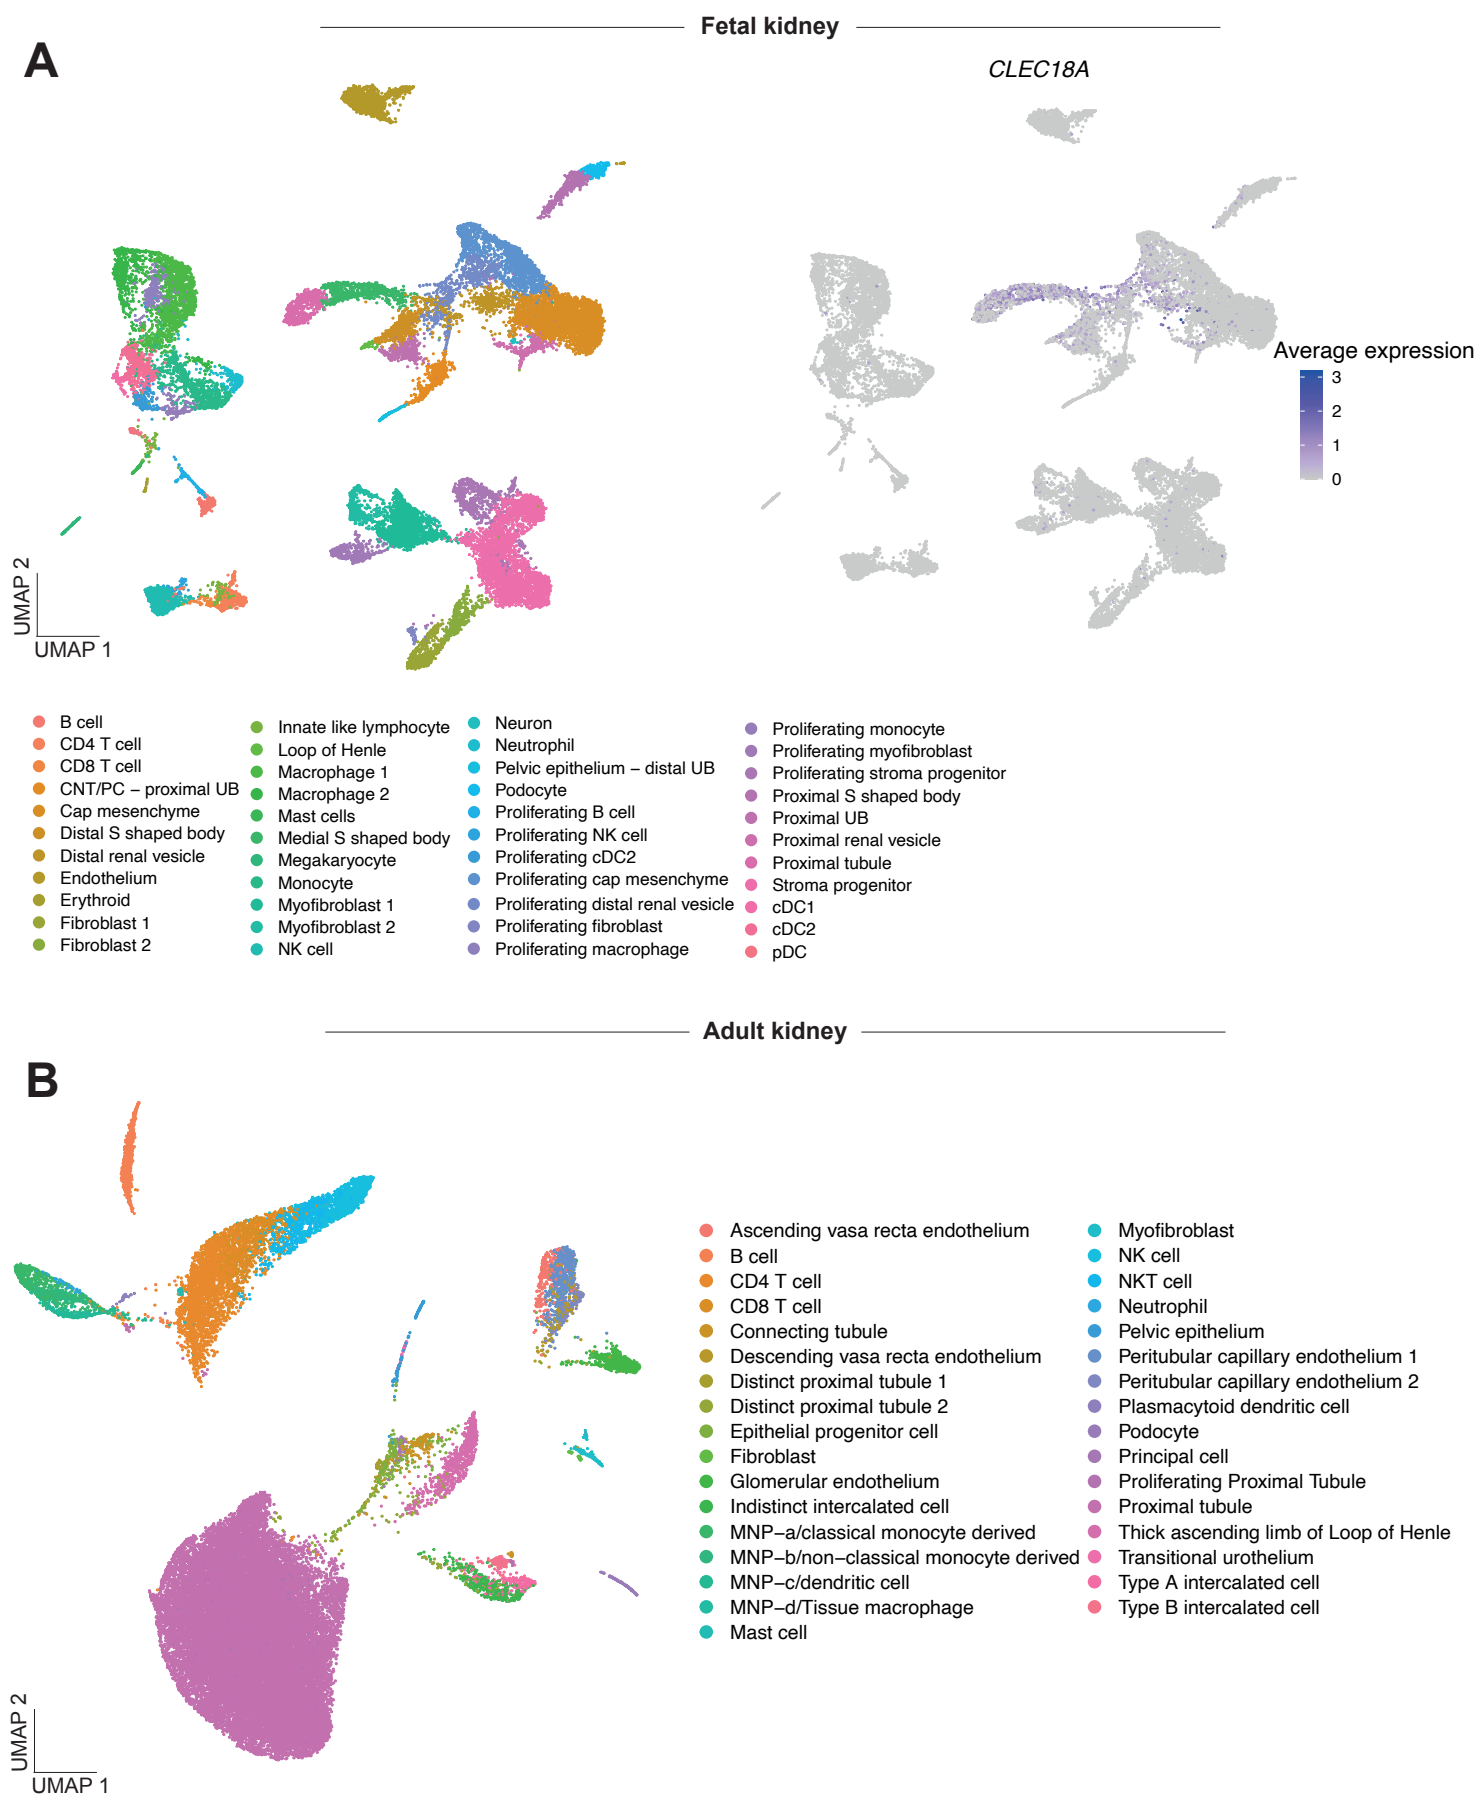 Fetal kidney
A
CLEC18A
Average expression
3
2
1
0
UMAP 2
UMAP 1
B cell
CD4 T cell
CD8 T cell
CNT/PC – proximal UB
Cap mesenchyme
Distal S shaped body
Distal renal vesicle
Endothelium
Erythroid
Fibroblast 1
Fibroblast 2
Innate like lymphocyte
Loop of Henle
Macrophage 1
Macrophage 2
Mast cells
Medial S shaped body
Megakaryocyte
Monocyte
Myofibroblast 1
Myofibroblast 2
NK cell
Neuron
Neutrophil
Pelvic epithelium – distal UB
Podocyte
Proliferating B cell
Proliferating NK cell
Proliferating cDC2
Proliferating cap mesenchyme
Proliferating distal renal vesicle
Proliferating fibroblast
Proliferating macrophage
Proliferating monocyte
Proliferating myofibroblast
Proliferating stroma progenitor
Proximal S shaped body
Proximal UB
Proximal renal vesicle
Proximal tubule
Stroma progenitor
cDC1
cDC2
pDC
Adult kidney
B
Ascending vasa recta endothelium
B cell
CD4 T cell
CD8 T cell
Connecting tubule
Descending vasa recta endothelium
Distinct proximal tubule 1
Distinct proximal tubule 2
Epithelial progenitor cell
Fibroblast
Glomerular endothelium
Indistinct intercalated cell
MNP–a/classical monocyte derived
MNP–b/non–classical monocyte derived
MNP–c/dendritic cell
MNP–d/Tissue macrophage
Mast cell
Myofibroblast
NK cell
NKT cell
Neutrophil
Pelvic epithelium
Peritubular capillary endothelium 1
Peritubular capillary endothelium 2
Plasmacytoid dendritic cell
Podocyte
Principal cell
Proliferating Proximal Tubule
Proximal tubule
Thick ascending limb of Loop of Henle
Transitional urothelium
Type A intercalated cell
Type B intercalated cell
UMAP 2
UMAP 1